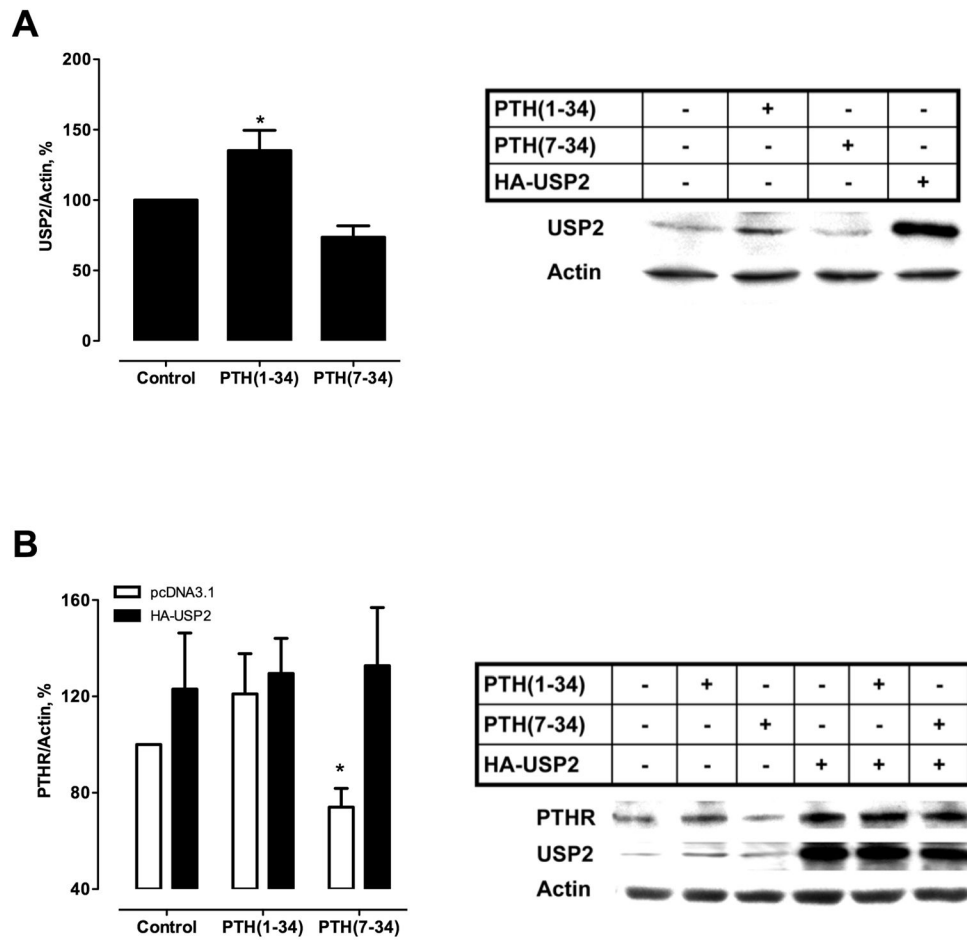 A
USP2/Actin, %
200
150
100
50
0
*
Control PTH(1-34) PTH(7-34)
PTH(1-34) - + - -
PTH(7-34) - - + -
HA-USP2 - - - +
USP2
Actin
B
pcDNA3.1
HA-USP2
PTHR/Actin, %
160
120
80
40
*
Control PTH(1-34) PTH(7-34)
PTH(1-34) - + - - + -
PTH(7-34) - - + - - +
HA-USP2 - - - + + +
PTHR
USP2
Actin